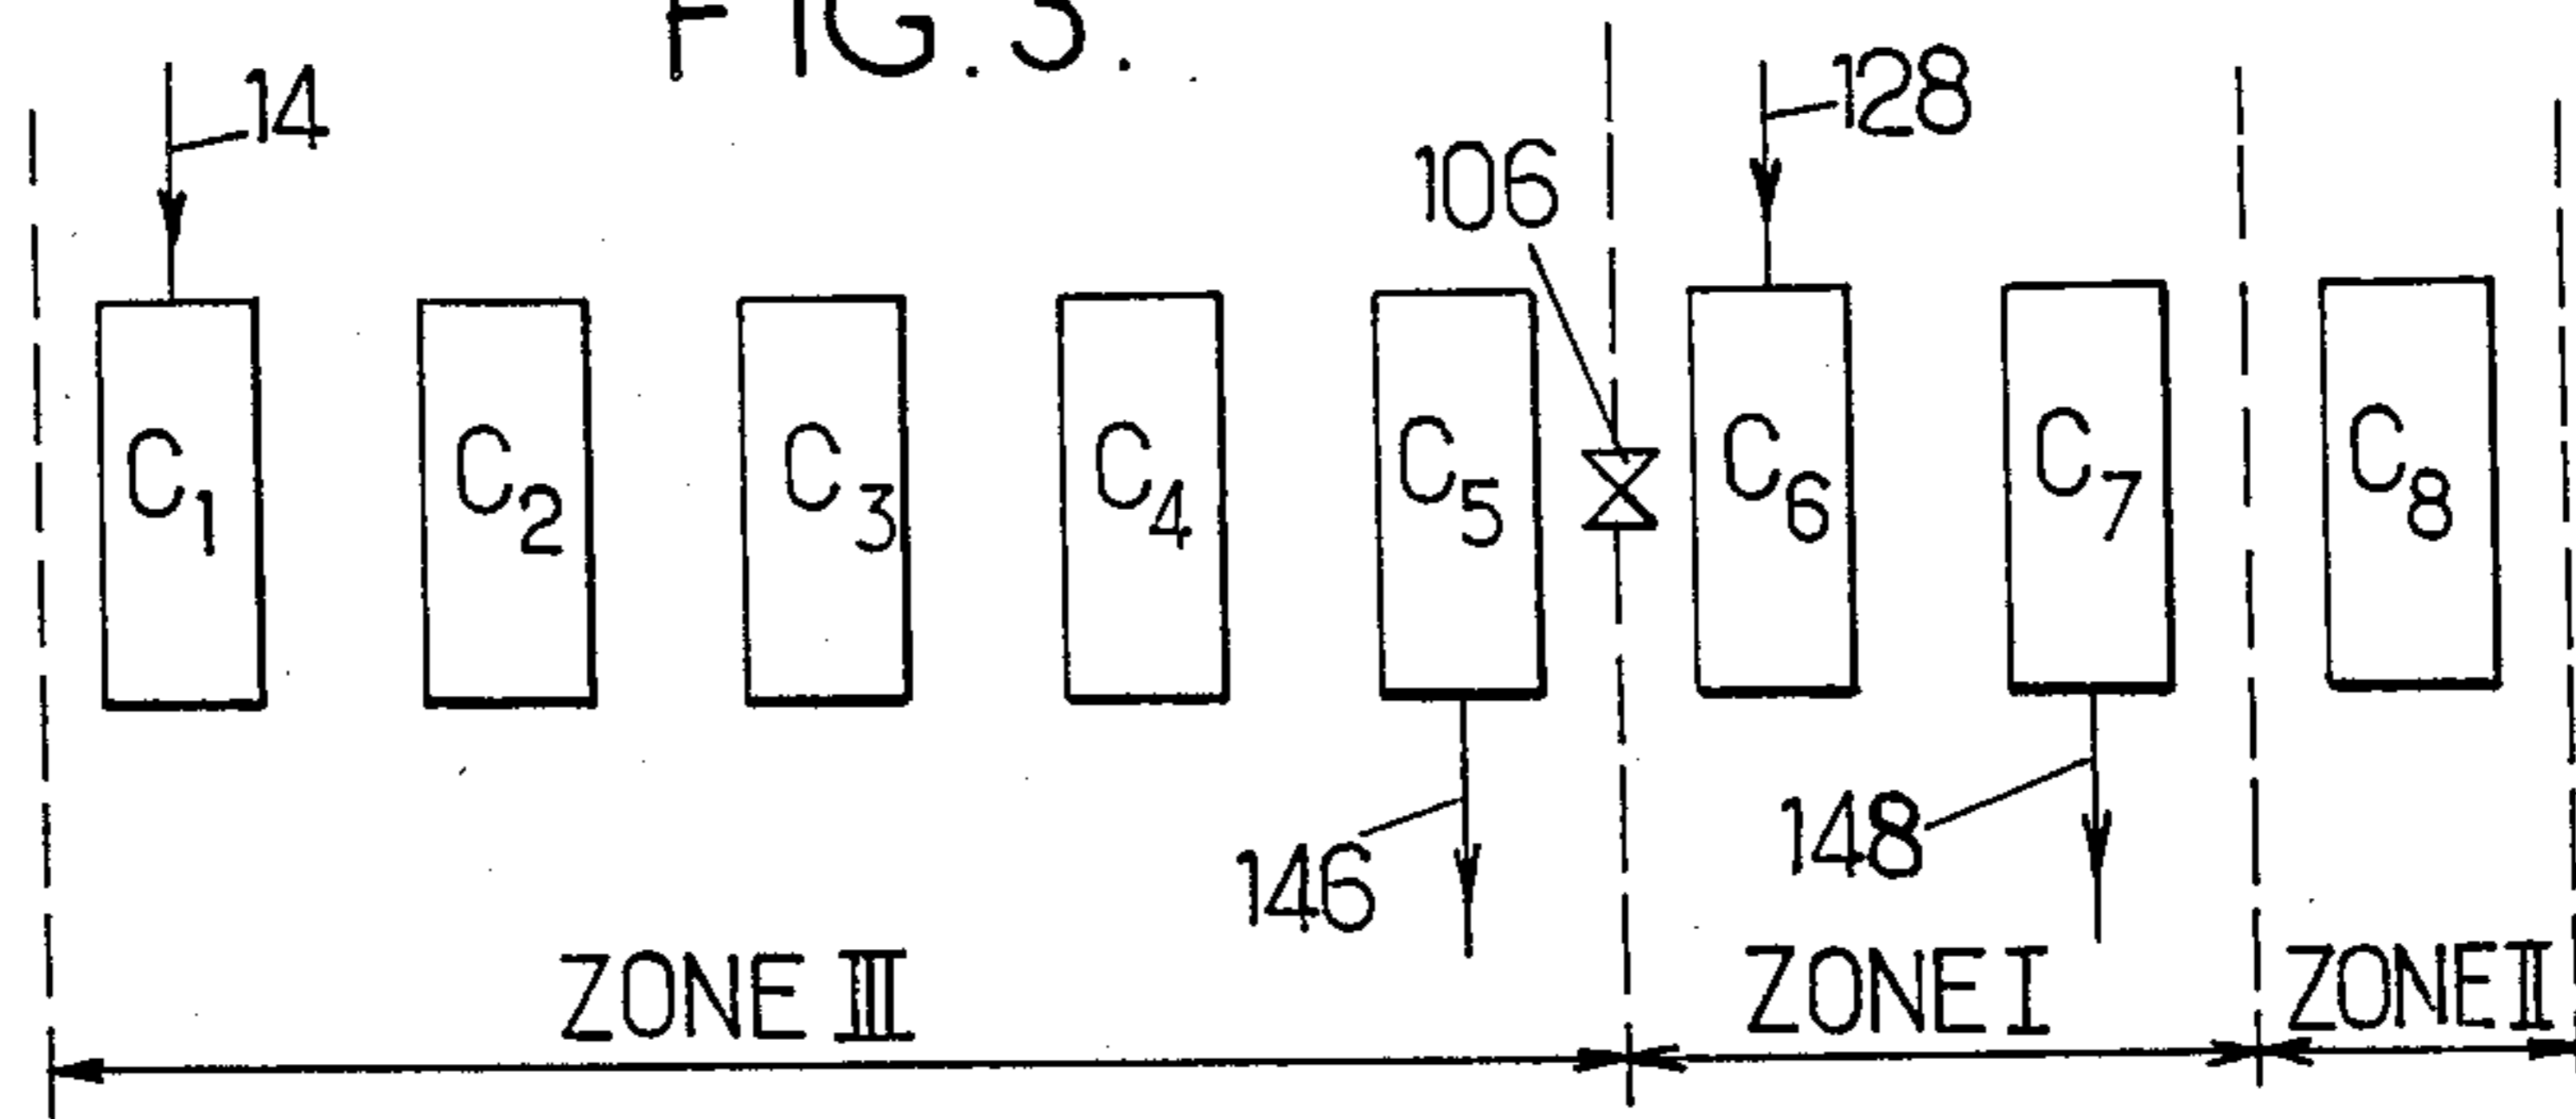 FIG. 3.
14
128
106
C1
C2
C3
C4
C5
C6
C7
C8
146
148
ZONE III
ZONE I
ZONE II